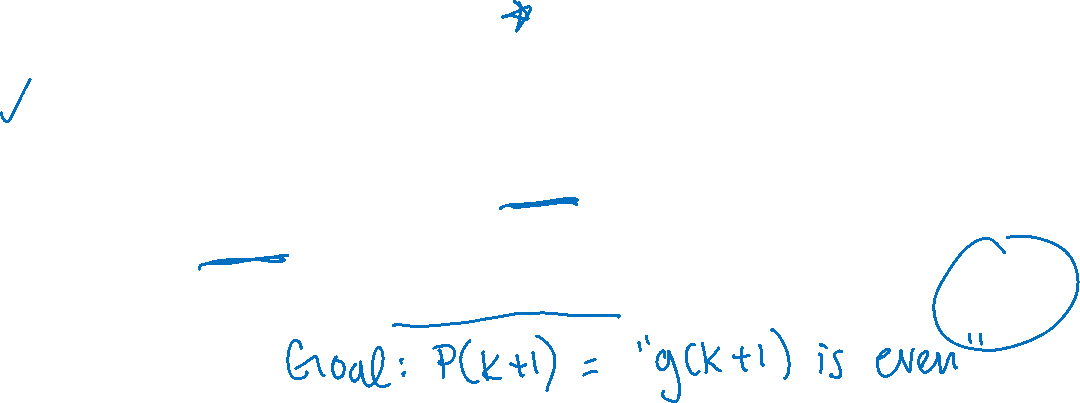 Goal: P(k+1) = "g(k+1) is even"